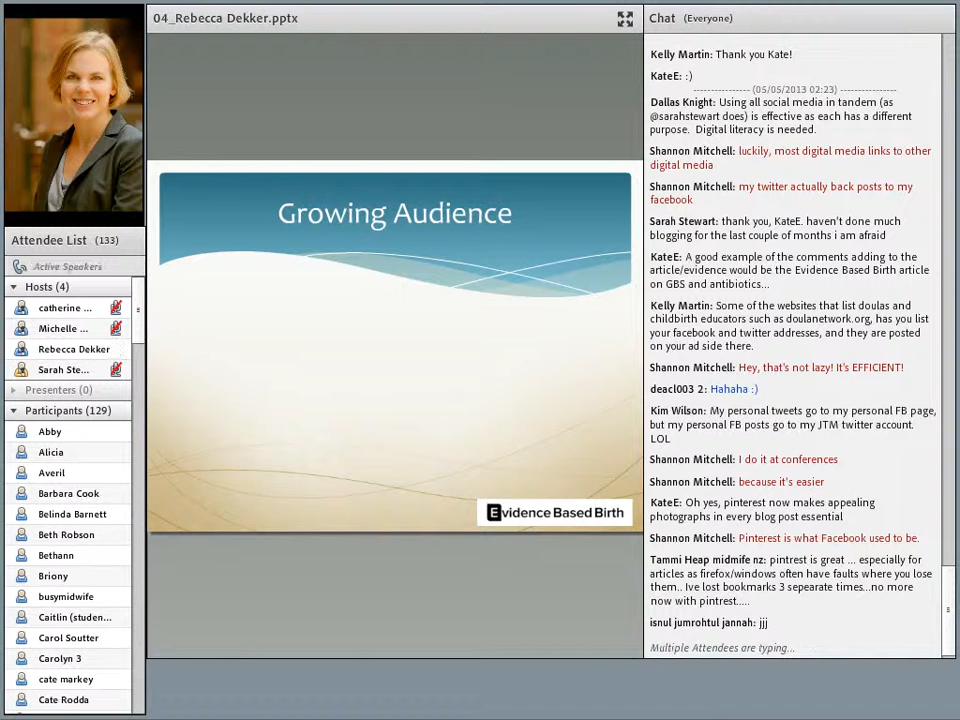 04_Rebecca Dekker.pptx
Growing Audience
Evidence Based Birth
Attendee List (133)
Active Speakers
Hosts (4)
catherine ...
Michelle ...
Rebecca Dekker
Sarah Ste...
Presenters (0)
Participants (129)
Abby
Alicia
Averil
Barbara Cook
Belinda Barnett
Beth Robson
Bethann
Briony
busymidwife
Caitlin (studen...
Carol Soutter
Carolyn 3
cate markey
Cate Rodda
Chat (Everyone)
Kelly Martin: Thank you Kate!
KateE: :)
---------------- (05/05/2013 02:23) ----------------
Dallas Knight: Using all social media in tandem (as
@sarahstewart does) is effective as each has a different
purpose. Digital literacy is needed.
Shannon Mitchell: luckily, most digital media links to other
digital media
Shannon Mitchell: my twitter actually back posts to my
facebook
Sarah Stewart: thank you, KateE. haven't done much
blogging for the last couple of months i am afraid
KateE: A good example of the comments adding to the
article/evidence would be the Evidence Based Birth article
on GBS and antibiotics...
Kelly Martin: Some of the websites that list doulas and
childbirth educators such as doulanetwork.org, has you list
your facebook and twitter addresses, and they are posted
on your ad side there.
Shannon Mitchell: Hey, that's not lazy! It's EFFICIENT!
deacl003 2: Hahaha :)
Kim Wilson: My personal tweets go to my personal FB page,
but my personal FB posts go to my JTM twitter account.
LOL
Shannon Mitchell: I do it at conferences
Shannon Mitchell: because it's easier
KateE: Oh yes, pinterest now makes appealing
photographs in every blog post essential
Shannon Mitchell: Pinterest is what Facebook used to be.
Tammi Heap midmife nz: pintrest is great ... especially for
articles as firefox/windows often have faults where you lose
them.. Ive lost bookmarks 3 sepearate times...no more
now with pintrest.....
isnul jumrohtul jannah: jjj
Multiple Attendees are typing...